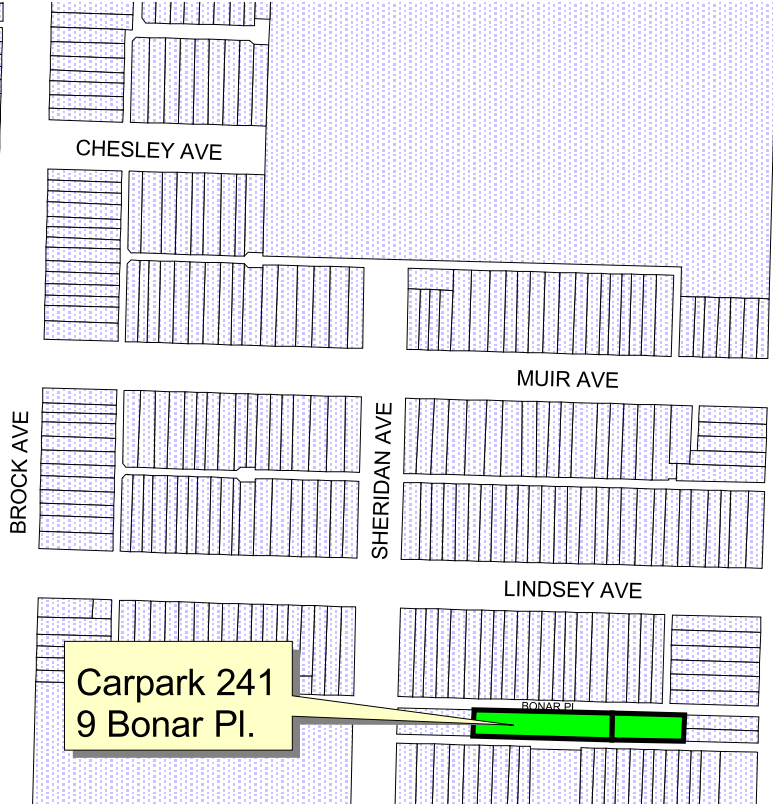 CHESLEY AVE
MUIR AVE
BROCK AVE
SHERIDAN AVE
LINDSEY AVE
Carpark 241
9 Bonar Pl.
BONAR PL